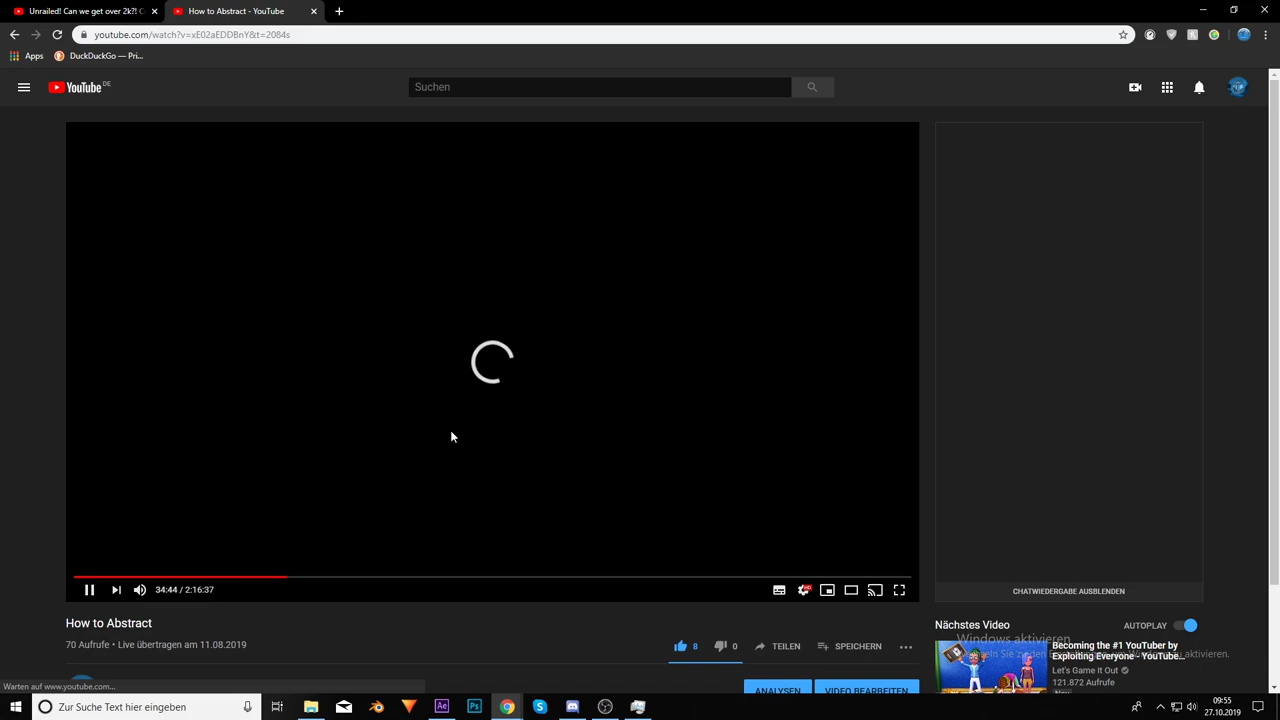 Unrailed! Can we get over 2k?!
How to Abstract - YouTube
youtube.com/watch?v=xE02aEDDBnY&t=2084s
Apps
DuckDuckGo — Pri...
YouTube DE
Suchen
34:44 / 2:16:37
HD
CHATWIEDERGABE AUSBLENDEN
How to Abstract
70 Aufrufe • Live übertragen am 11.08.2019
8
0
TEILEN
SPEICHERN
Nächstes Video
AUTOPLAY
Windows aktivieren
Becoming the #1 YouTuber by
Exploiting Everyone - YouTube...
Let's Game It Out
121.872 Aufrufe
aktivieren.
ANALYSEN
VIDEO BEARBEITEN
Warten auf www.youtube.com...
Zur Suche Text hier eingeben
Ae
Ps
09:55
27.10.2019